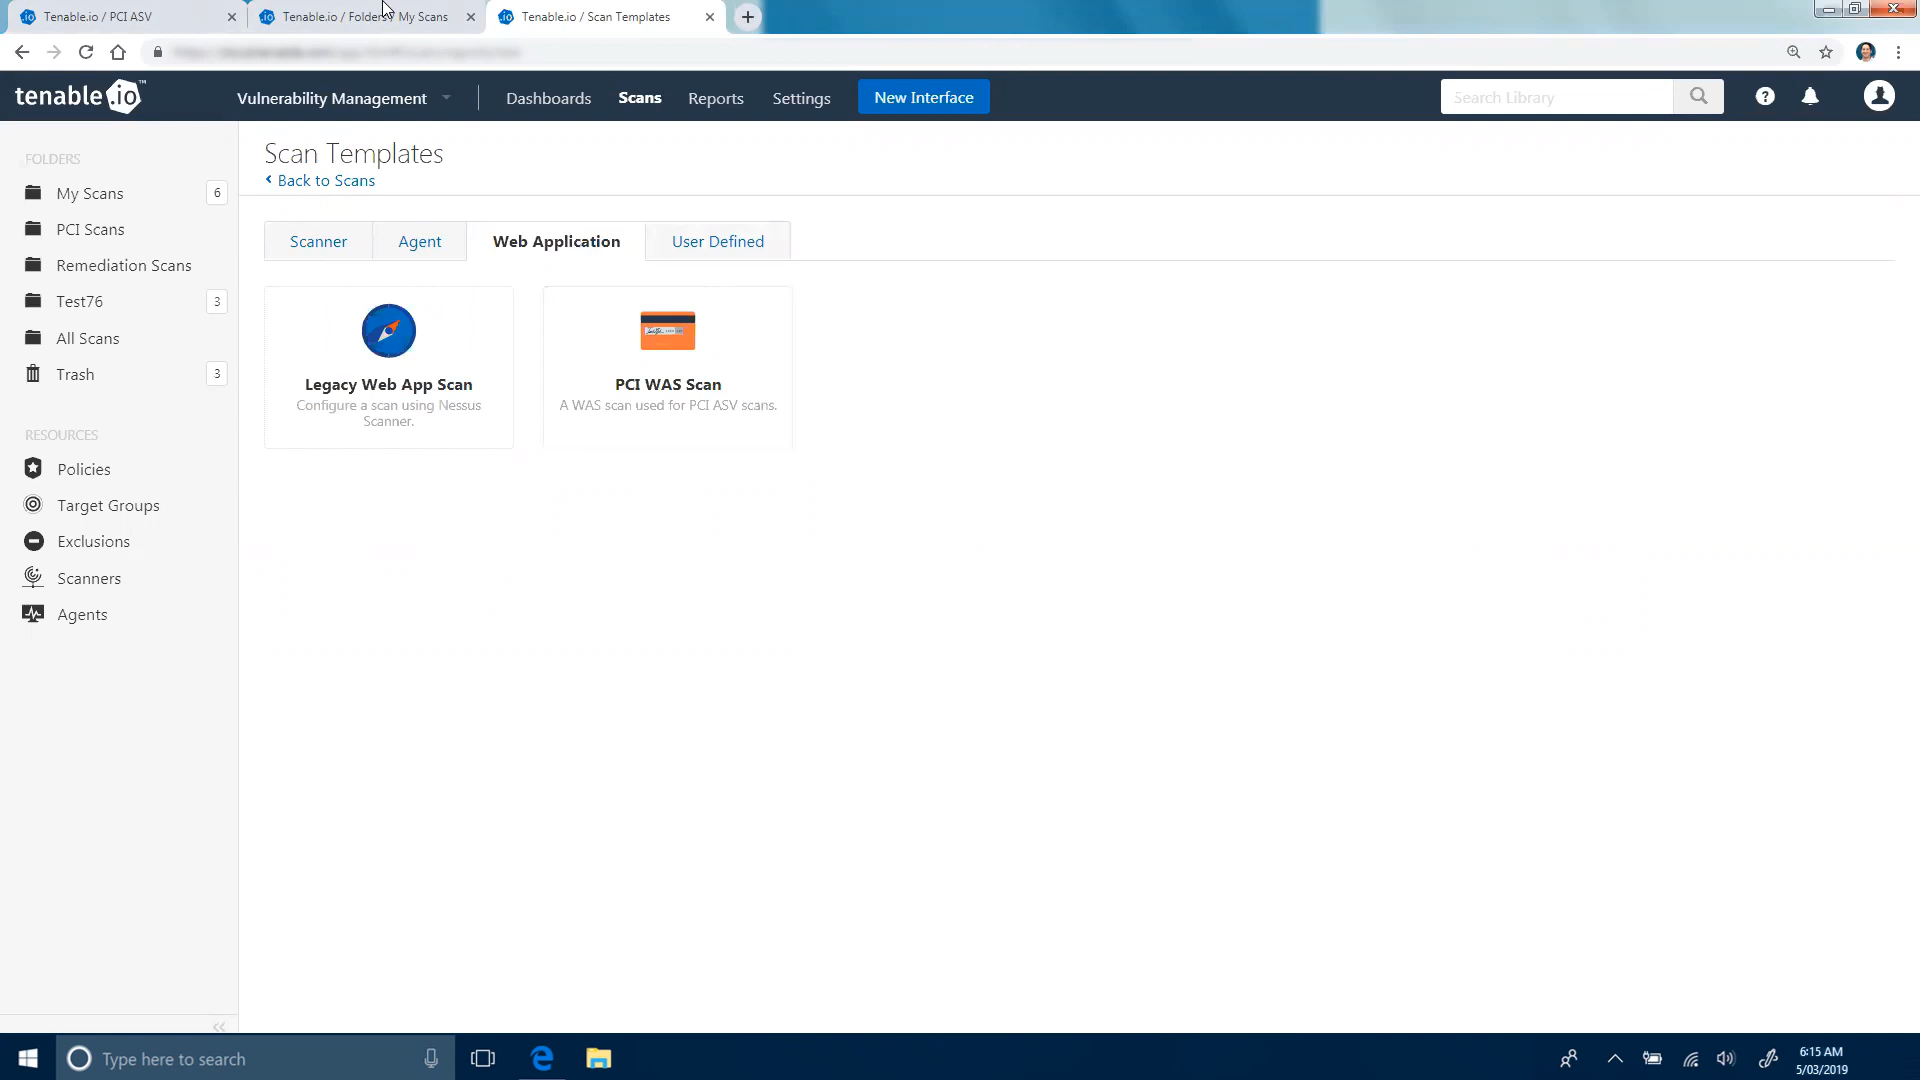 Tenable.io / PCI ASV
Tenable.io / Folders / My Scans
Tenable.io / Scan Templates
tenable.io™
Vulnerability Management
Dashboards
Scans
Reports
Settings
New Interface
Search Library
?
FOLDERS
My Scans 6
PCI Scans
Remediation Scans
Test76 3
All Scans
Trash 3
RESOURCES
Policies
Target Groups
Exclusions
Scanners
Agents
Scan Templates
Back to Scans
Scanner
Agent
Web Application
User Defined
Legacy Web App Scan
Configure a scan using Nessus
Scanner.
PCI WAS Scan
A WAS scan used for PCI ASV scans.
Type here to search
6:15 AM
5/03/2019